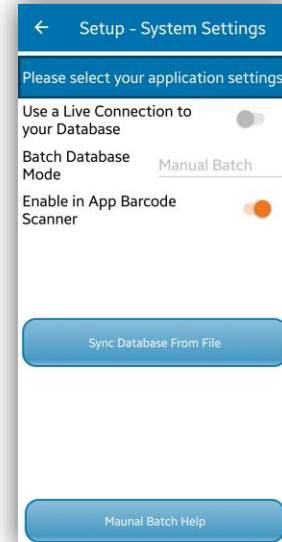 Setup - System Settings
Please select your application settings
Use a Live Connection to
your Database
Batch Database
Mode
Manual Batch
Enable in App Barcode
Scanner
Sync Database From File
Maunal Batch Help